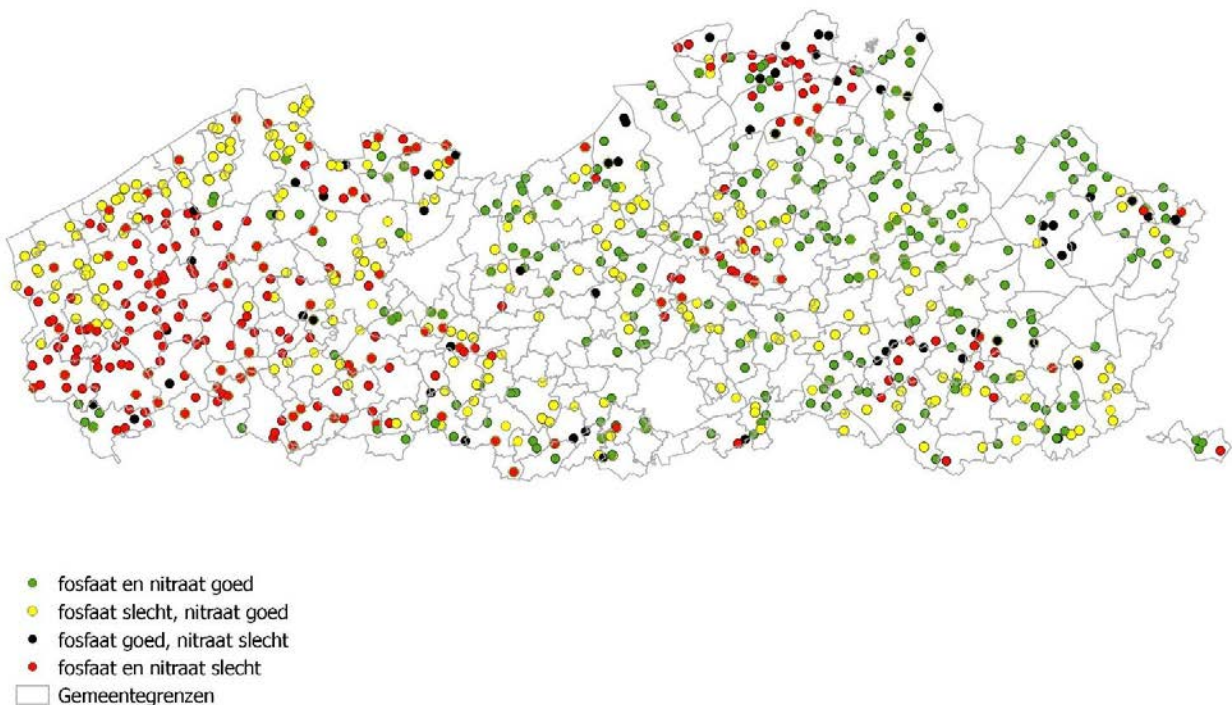 fosfaat en nitraat goed
fosfaat slecht, nitraat goed
fosfaat goed, nitraat slecht
fosfaat en nitraat slecht
Gemeentegrenzen